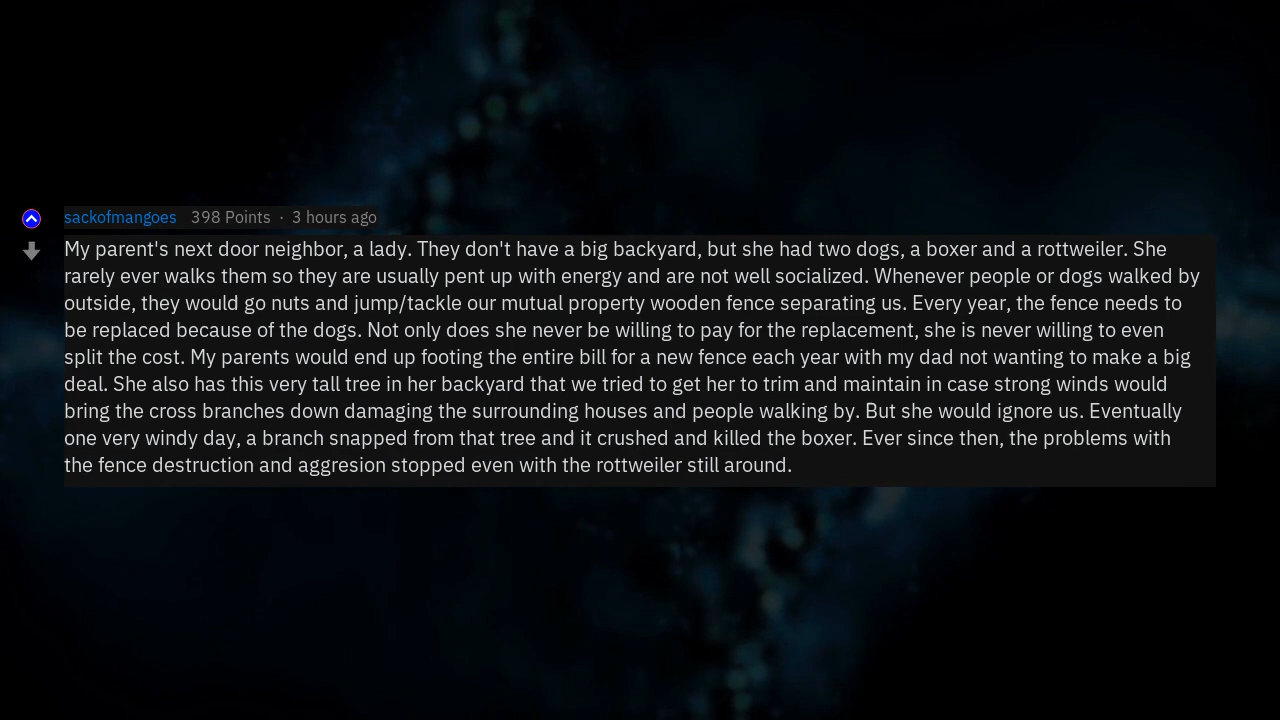 sackofmangoes 398 Points · 3 hours ago
My parent's next door neighbor, a lady. They don't have a big backyard, but she had two dogs, a boxer and a rottweiler. She
rarely ever walks them so they are usually pent up with energy and are not well socialized. Whenever people or dogs walked by
outside, they would go nuts and jump/tackle our mutual property wooden fence separating us. Every year, the fence needs to
be replaced because of the dogs. Not only does she never be willing to pay for the replacement, she is never willing to even
split the cost. My parents would end up footing the entire bill for a new fence each year with my dad not wanting to make a big
deal. She also has this very tall tree in her backyard that we tried to get her to trim and maintain in case strong winds would
bring the cross branches down damaging the surrounding houses and people walking by. But she would ignore us. Eventually
one very windy day, a branch snapped from that tree and it crushed and killed the boxer. Ever since then, the problems with
the fence destruction and aggresion stopped even with the rottweiler still around.